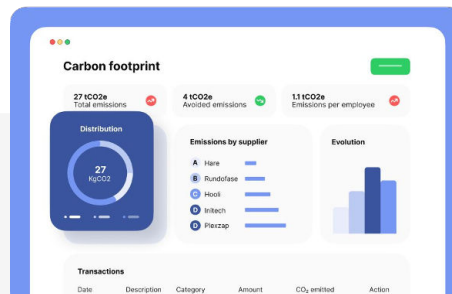 Carbon footprint
27 tCO2e
Total emissions
4 tCO2e
Avoided emissions
1.1 tCO2e
Emissions per employee
Distribution
27
KgCO2
Emissions by supplier
A Hare
B Rundofase
C Hooli
D Initech
D Plexzap
Evolution
Transactions
Date Description Category Amount CO₂ emitted Action